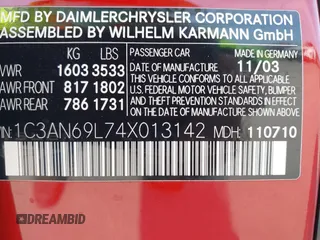 MFD BY DAIMLERCHRYSLER CORPORATION
ASSEMBLED BY WILHELM KARMANN GmbH
KG LBS PASSENGER CAR MADE IN GERMANY
VWR 1603 3533 DATE OF MANUFACTURE 11/03
AWR FRONT 817 1802 THIS VEHICLE CONFORMS TO ALL APPLICABLE
AWR REAR 786 1731 U.S. FEDERAL MOTOR VEHICLE SAFETY, BUMPER AND THEFT PREVENTION STANDARDS IN EFFECT ON THE DATE OF MANUFACTURE SHOWN ABOVE.
VIN 1C3AN69L74X013142 MDH: 110710
DREAMBID